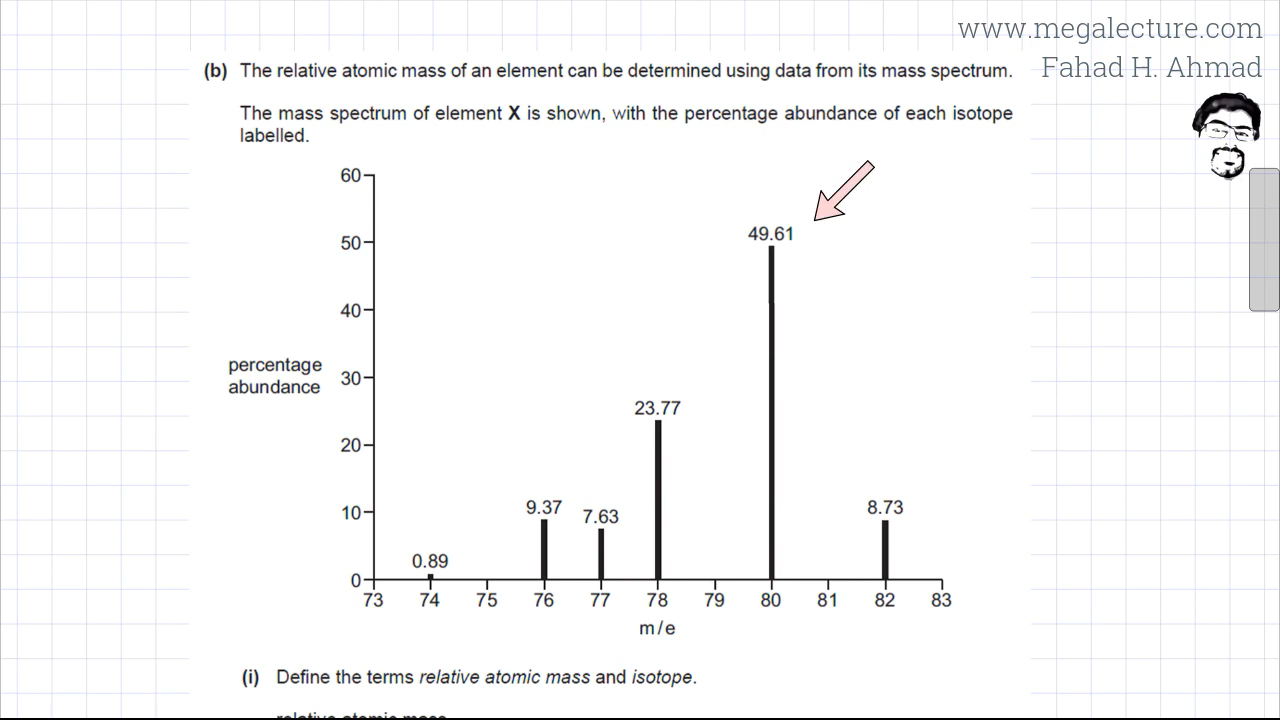 www.megalecture.com
Fahad H. Ahmad
(b) The relative atomic mass of an element can be determined using data from its mass spectrum.
The mass spectrum of element X is shown, with the percentage abundance of each isotope
labelled.
60
50
40
30
20
10
0
percentage
abundance
0.89
9.37
7.63
23.77
49.61
8.73
73 74 75 76 77 78 79 80 81 82 83
m/e
(i) Define the terms relative atomic mass and isotope.
relative atomic mass